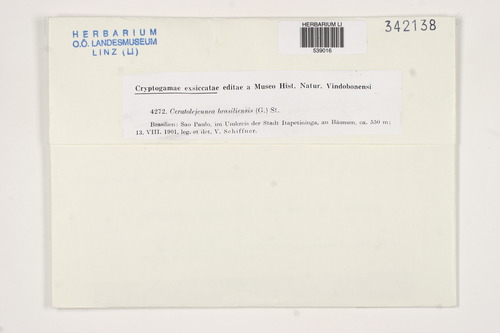 HERBARIUM
O.Ö. LANDESMUSEUM
LINZ (LI)
HERBARIUM LI
539016
342138
Cryptogamae exsiccatae editae a Museo Hist. Natur. Vindobonensi
4272. Ceratolejeunea brasiliensis (G.) St.
Brasilien: Sao Paulo, im Umkreis der Stadt Itapetininga, an Bäumen, ca. 550 m;
13. VIII. 1901, leg. et det. V. Schiffner.